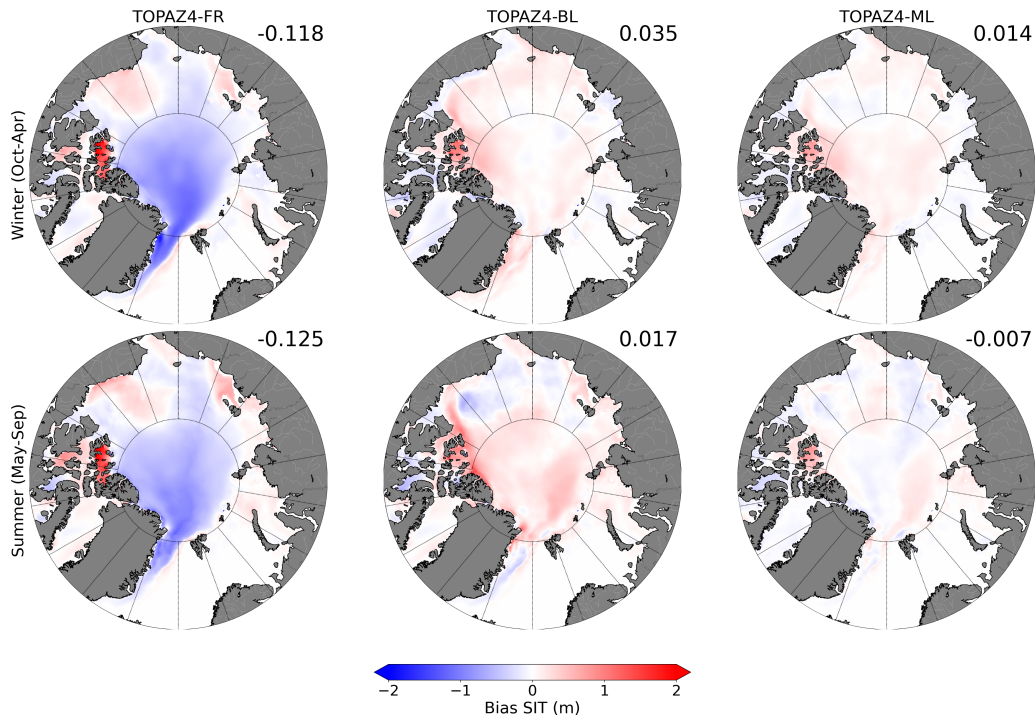 TOPAZ4-FR
TOPAZ4-BL
TOPAZ4-ML
-0.118
0.035
0.014
Winter (Oct-Apr)
-0.125
0.017
-0.007
Summer (May-Sep)
−2 −1 0 1 2
Bias SIT (m)